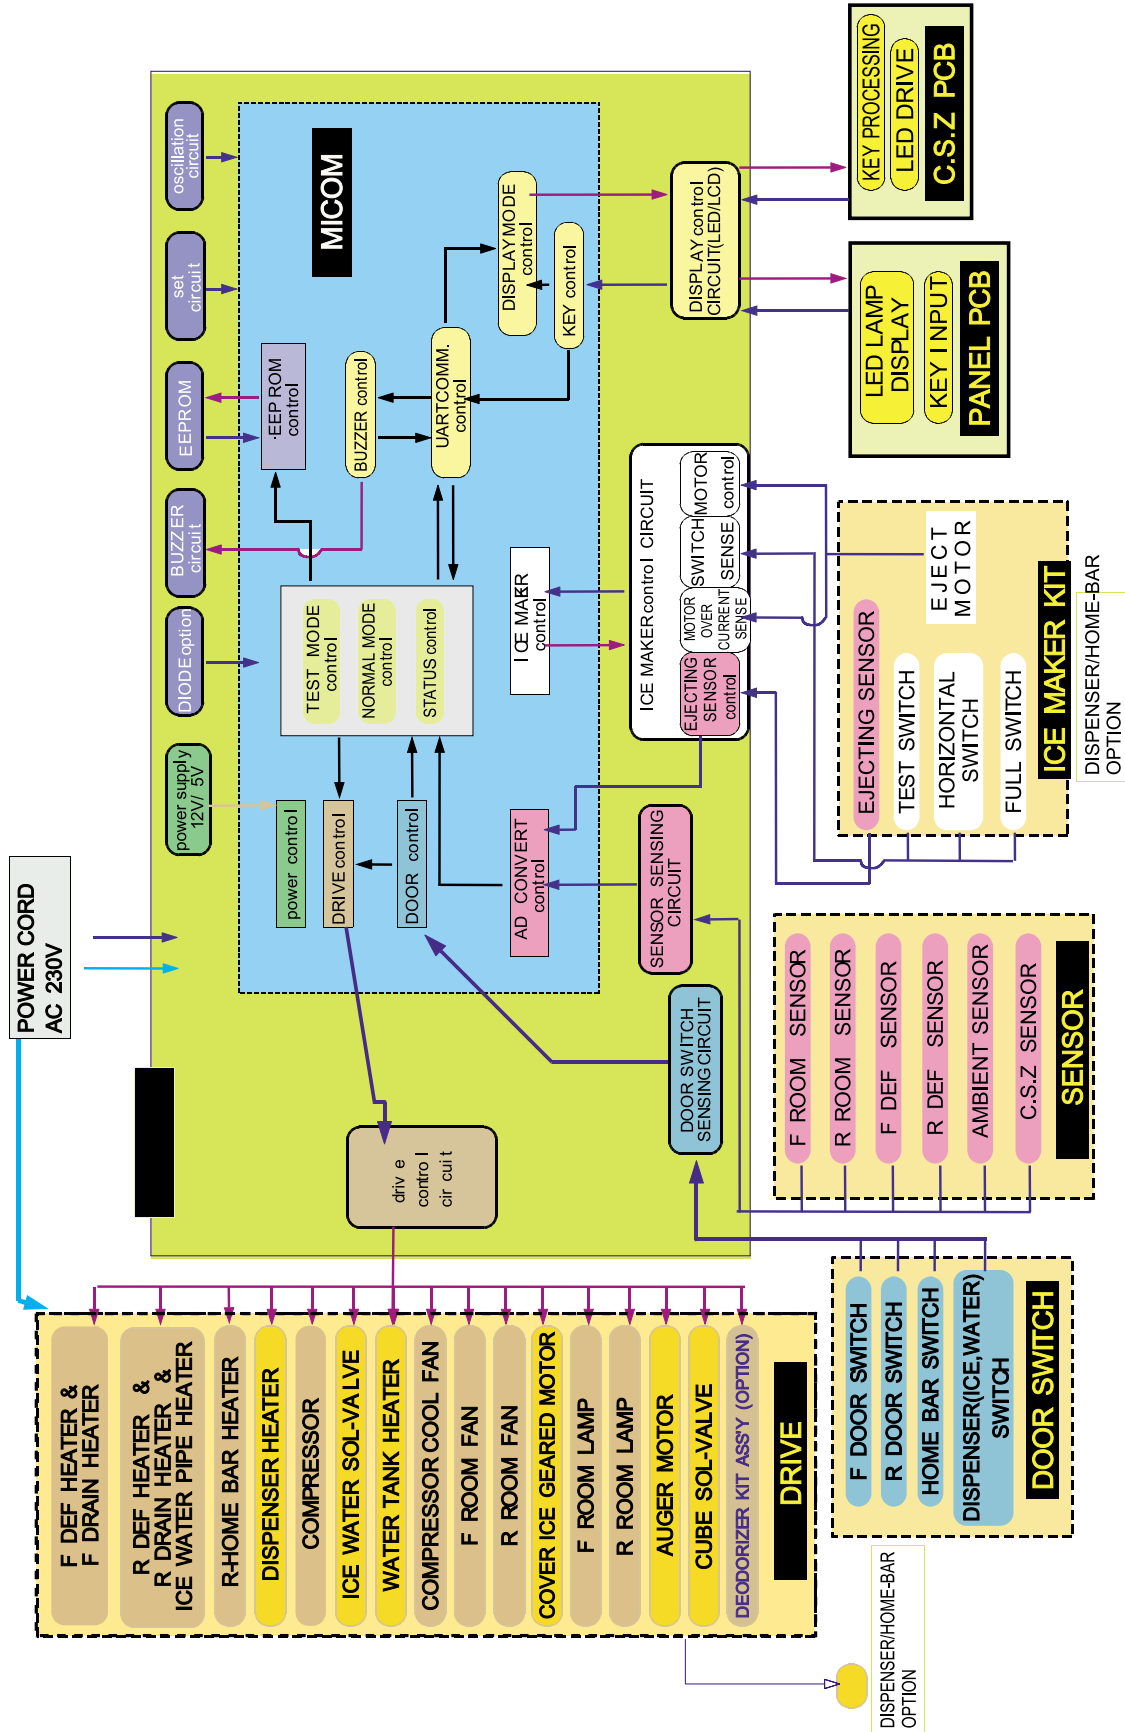 POWER CORD
AC 230V
power supply
12V/ 5V
DIODE option
BUZZER
circuit
EEPROM
set
circuit
oscillation
circuit
MICOM
power control
DRIVE control
DOOR control
AD CONVERT
control
TEST MODE
control
NORMAL MODE
control
STATUS control
·EEPROM
control
BUZZER control
UARTCOMM.
control
DISPLAY MODE
control
KEY control
ICE MAKER
control
drive
control
circuit
DOOR SWITCH
SENSING CIRCUIT
SENSOR SENSING
CIRCUIT
ICE MAKER control CIRCUIT
EJECTING
SENSOR
control
MOTOR
OVER
CURRENT
SENSE
SWITCH
SENSE
MOTOR
control
DISPLAY control
CIRCUIT(LED/LCD)
F DEF HEATER &
F DRAIN HEATER
R DEF HEATER &
R DRAIN HEATER &
ICE WATER PIPE HEATER
R-HOME BAR HEATER
DISPENSER HEATER
COMPRESSOR
ICE WATER SOL-VALVE
WATER TANK HEATER
COMPRESSOR COOL FAN
F ROOM FAN
R ROOM FAN
COVER ICE GEARED MOTOR
F ROOM LAMP
R ROOM LAMP
AUGER MOTOR
CUBE SOL-VALVE
DEODORIZER KIT ASS'Y (OPTION)
DRIVE
DISPENSER/HOME-BAR
OPTION
F DOOR SWITCH
R DOOR SWITCH
HOME BAR SWITCH
DISPENSER(ICE,WATER)
SWITCH
DOOR SWITCH
F ROOM SENSOR
R ROOM SENSOR
F DEF SENSOR
R DEF SENSOR
AMBIENT SENSOR
C.S.Z SENSOR
SENSOR
EJECTING SENSOR
TEST SWITCH
HORIZONTAL
SWITCH
FULL SWITCH
EJECT
MOTOR
ICE MAKER KIT
DISPENSER/HOME-BAR
OPTION
LED LAMP
DISPLAY
KEY INPUT
PANEL PCB
KEY PROCESSING
LED DRIVE
C.S.Z PCB